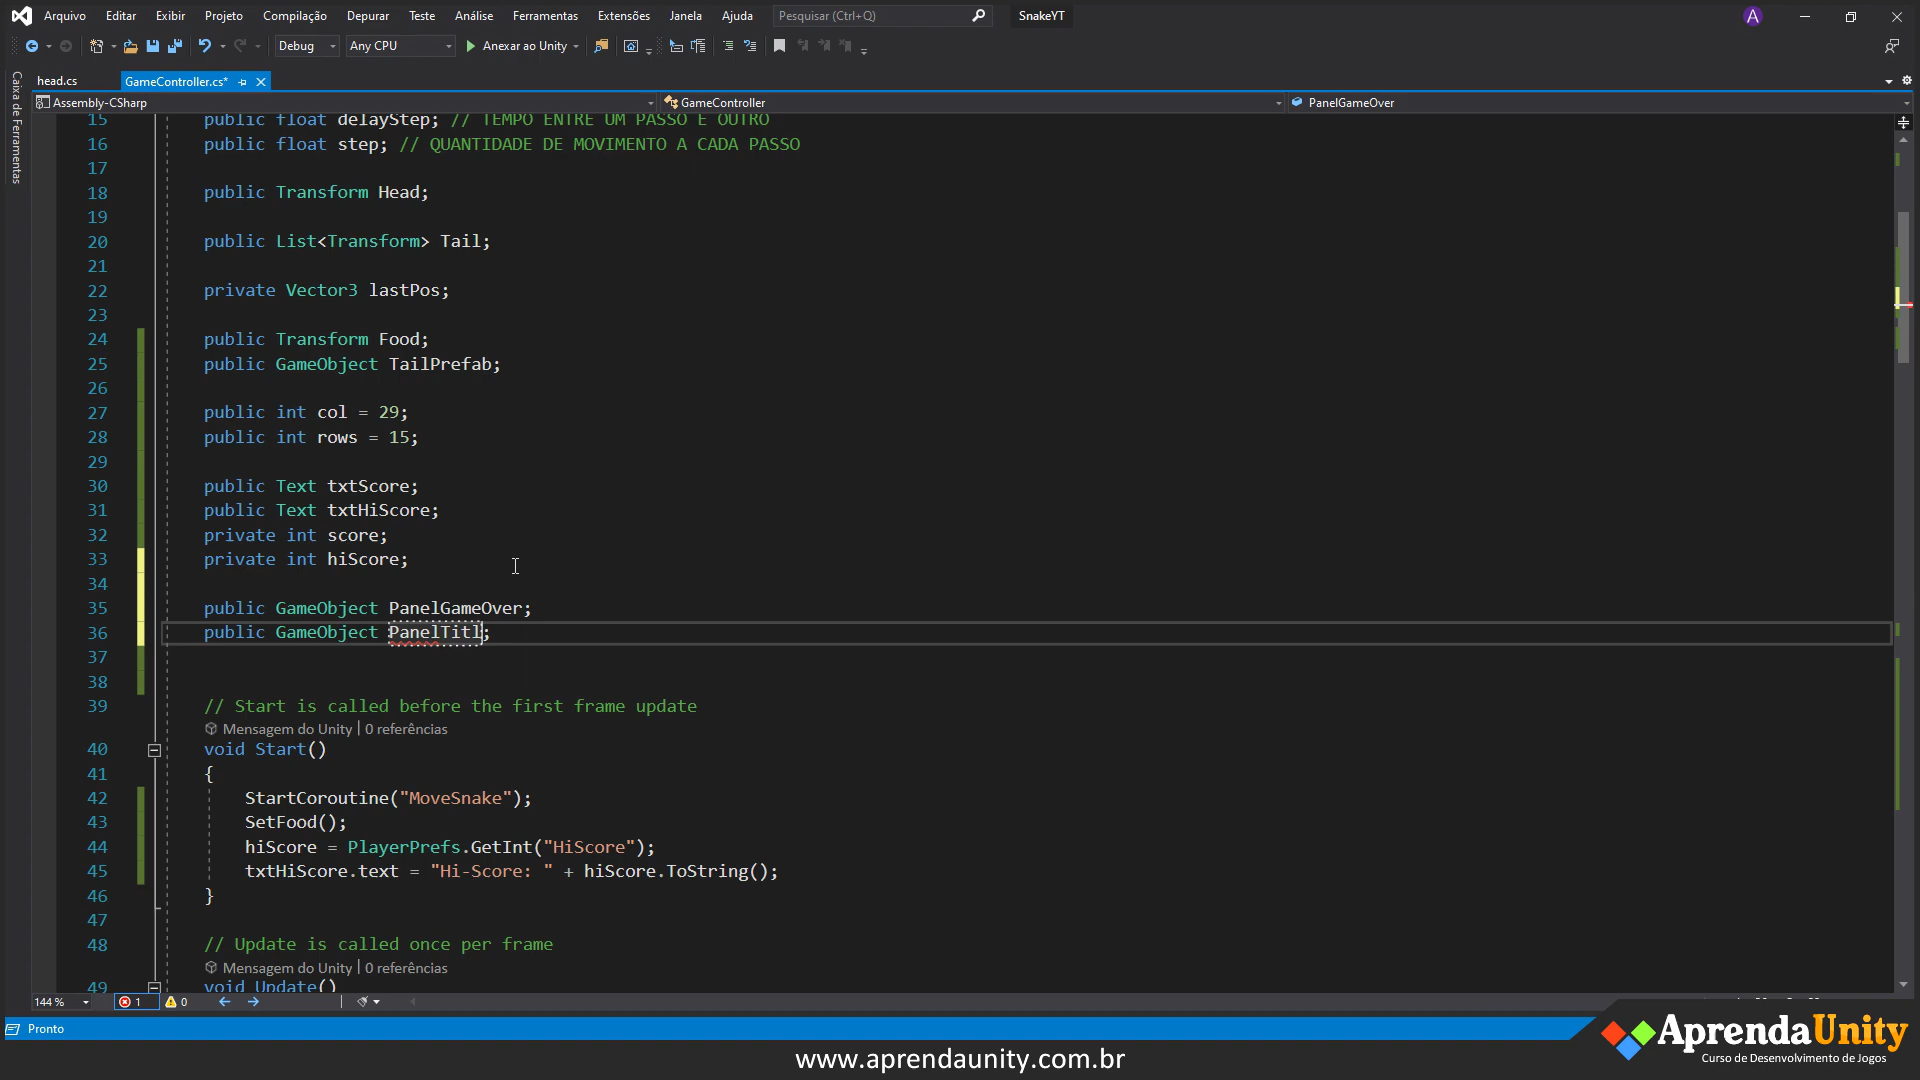 Arquivo Editar Exibir Projeto Compilação Depurar Teste Análise Ferramentas Extensões Janela Ajuda Pesquisar (Ctrl+Q) SnakeYT A
Debug Any CPU Anexar ao Unity
head.cs GameController.cs*
Caixa de Ferramentas
Assembly-CSharp GameController PanelGameOver
15 public float delayStep; // TEMPO ENTRE UM PASSO E OUTRO
16 public float step; // QUANTIDADE DE MOVIMENTO A CADA PASSO
17
18 public Transform Head;
19
20 public List<Transform> Tail;
21
22 private Vector3 lastPos;
23
24 public Transform Food;
25 public GameObject TailPrefab;
26
27 public int col = 29;
28 public int rows = 15;
29
30 public Text txtScore;
31 public Text txtHiScore;
32 private int score;
33 private int hiScore;
34
35 public GameObject PanelGameOver;
36 public GameObject PanelTitl;
37
38
39 // Start is called before the first frame update
Mensagem do Unity | 0 referências
40 void Start()
41 {
42 StartCoroutine("MoveSnake");
43 SetFood();
44 hiScore = PlayerPrefs.GetInt("HiScore");
45 txtHiScore.text = "Hi-Score: " + hiScore.ToString();
46 }
47
48 // Update is called once per frame
Mensagem do Unity | 0 referências
49 void Update()
144 % 1 0
Pronto
AprendaUnity
Curso de Desenvolvimento de Jogos
www.aprendaunity.com.br